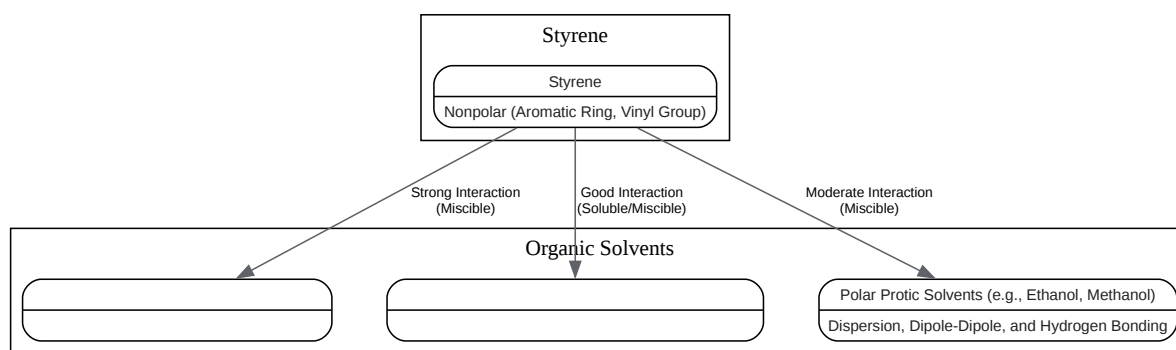 Styrene
Styrene
Nonpolar (Aromatic Ring, Vinyl Group)
Strong Interaction
(Miscible)
Good Interaction
(Soluble/Miscible)
Moderate Interaction
(Miscible)
Organic Solvents
Polar Protic Solvents (e.g., Ethanol, Methanol)
Dispersion, Dipole-Dipole, and Hydrogen Bonding